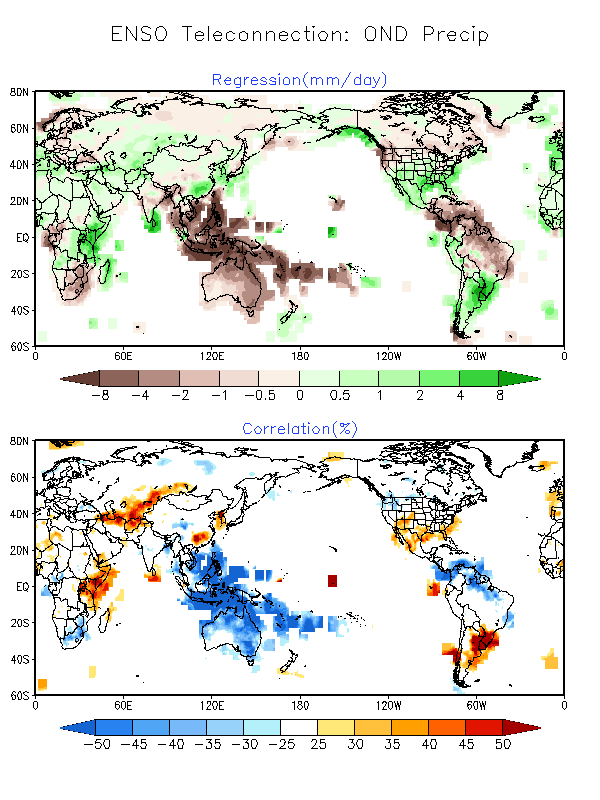 ENSO Teleconnection: OND Precip
Regression(mm/day)
80N
60N
40N
20N
EQ
20S
40S
60S
0 60E 120E 180 120W 60W 0
-8 -4 -2 -1 -0.5 0 0.5 1 2 4 8
Correlation(%)
80N
60N
40N
20N
EQ
20S
40S
60S
0 60E 120E 180 120W 60W 0
-50 -45 -40 -35 -30 -25 25 30 35 40 45 50